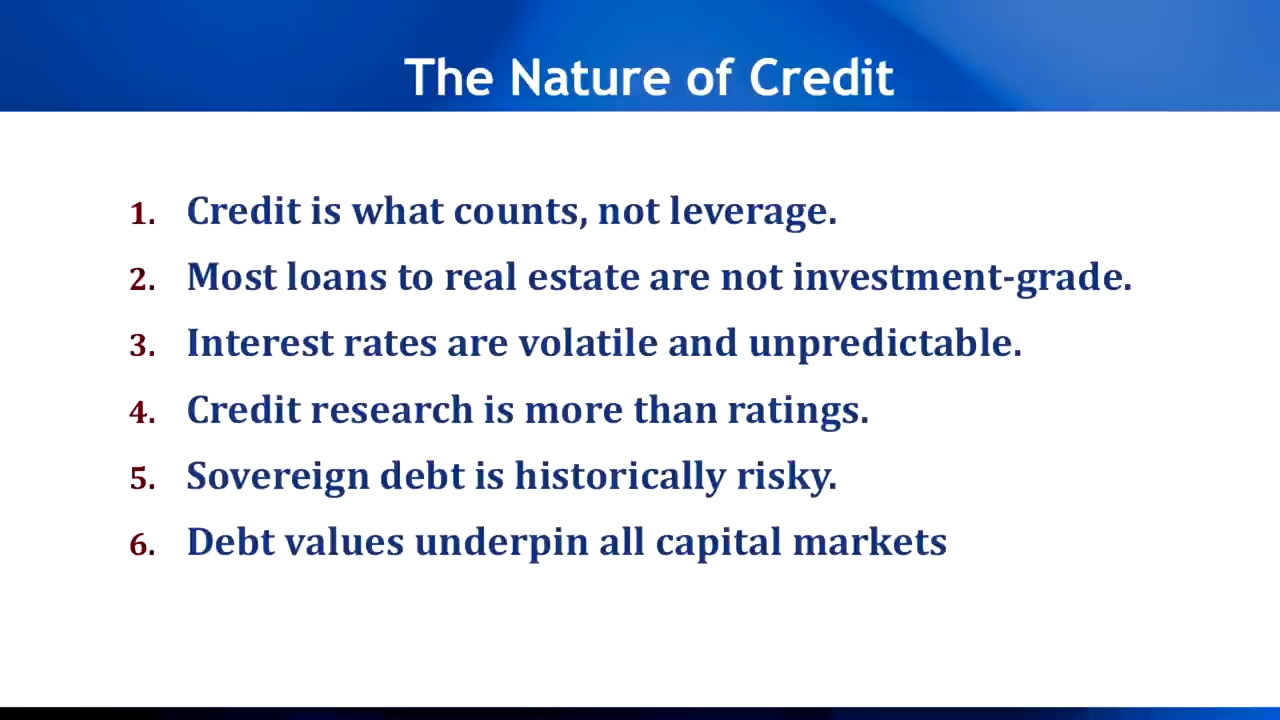 The Nature of Credit
1. Credit is what counts, not leverage.
2. Most loans to real estate are not investment-grade.
3. Interest rates are volatile and unpredictable.
4. Credit research is more than ratings.
5. Sovereign debt is historically risky.
6. Debt values underpin all capital markets